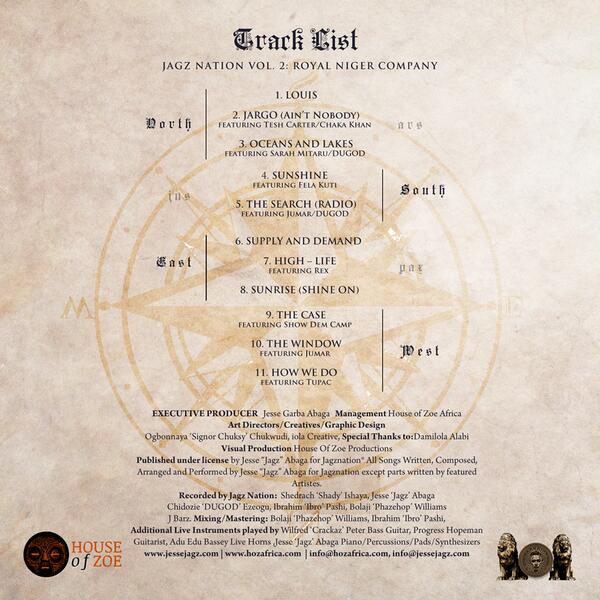 Track List
JAGZ NATION VOL. 2: ROYAL NIGER COMPANY
North
1. LOUIS
2. JARGO (AIN'T NOBODY)
FEATURING TESH CARTER/CHAKA KHAN
ars
3. OCEANS AND LAKES
FEATURING SARAH MITARU/DUGOD
4. SUNSHINE
FEATURING FELA KUTI
South
jus
5. THE SEARCH (RADIO)
FEATURING JUMAR/DUGOD
East
6. SUPPLY AND DEMAND
7. HIGH – LIFE
FEATURING REX
pax
8. SUNRISE (SHINE ON)
W
E
9. THE CASE
FEATURING SHOW DEM CAMP
10. THE WINDOW
FEATURING JUMAR
West
11. HOW WE DO
FEATURING TUPAC
EXECUTIVE PRODUCER Jesse Garba Abaga Management House of Zoe Africa
Art Directors/Creatives/Graphic Design
Ogbonnaya 'Signor Chuksy' Chukwudi, iola Creative, Special Thanks to:Damilola Alabi
Visual Production House Of Zoe Productions
Published under license by Jesse "Jagz" Abaga for Jagznation® All Songs Written, Composed,
Arranged and Performed by Jesse "Jagz" Abaga for Jagznation except parts written by featured
Artistes.
Recorded by Jagz Nation: Shedrach 'Shady' Ishaya, Jesse 'Jagz' Abaga
Chidozie 'DUGOD' Ezeogu, Ibrahim 'Ibro' Pashi, Bolaji 'Phazehop' Williams
J Barz. Mixing/Mastering: Bolaji 'Phazehop' Williams, Ibrahim 'Ibro' Pashi,
Additional Live Instruments played by Wilfred 'Crackaz' Peter Bass Guitar, Progress Hopeman
Guitarist, Adu Edu Bassey Live Horns ,Jesse 'Jagz' Abaga Piano/Percussions/Pads/Synthesizers
www.jessejagz.com | www.hozafrica.com | info@hozafrica.com, info@jessejagz.com
HOUSE
of ZOE